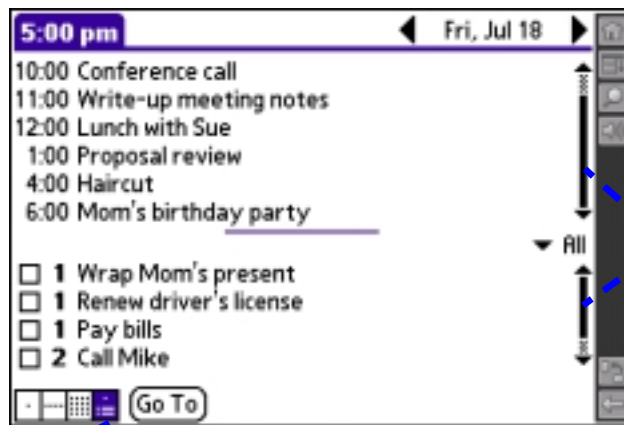 5:00 pm Fri, Jul 18
10:00 Conference call
11:00 Write-up meeting notes
12:00 Lunch with Sue
1:00 Proposal review
4:00 Haircut
6:00 Mom's birthday party
All
1 Wrap Mom's present
1 Renew driver's license
1 Pay bills
2 Call Mike
Go To